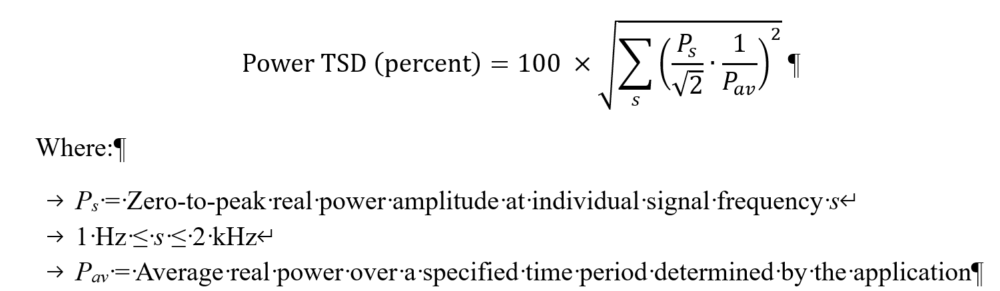 Power TSD (percent) = 100 × √(∑_s (P_s/√2 · 1/P_av)^2) ¶
Where:¶
→ P_s·=·Zero-to-peak·real·power·amplitude·at·individual·signal·frequency·s↵
→ 1·Hz·≤·s·≤·2·kHz↵
→ P_av·=·Average·real·power·over·a·specified·time·period·determined·by·the·application¶